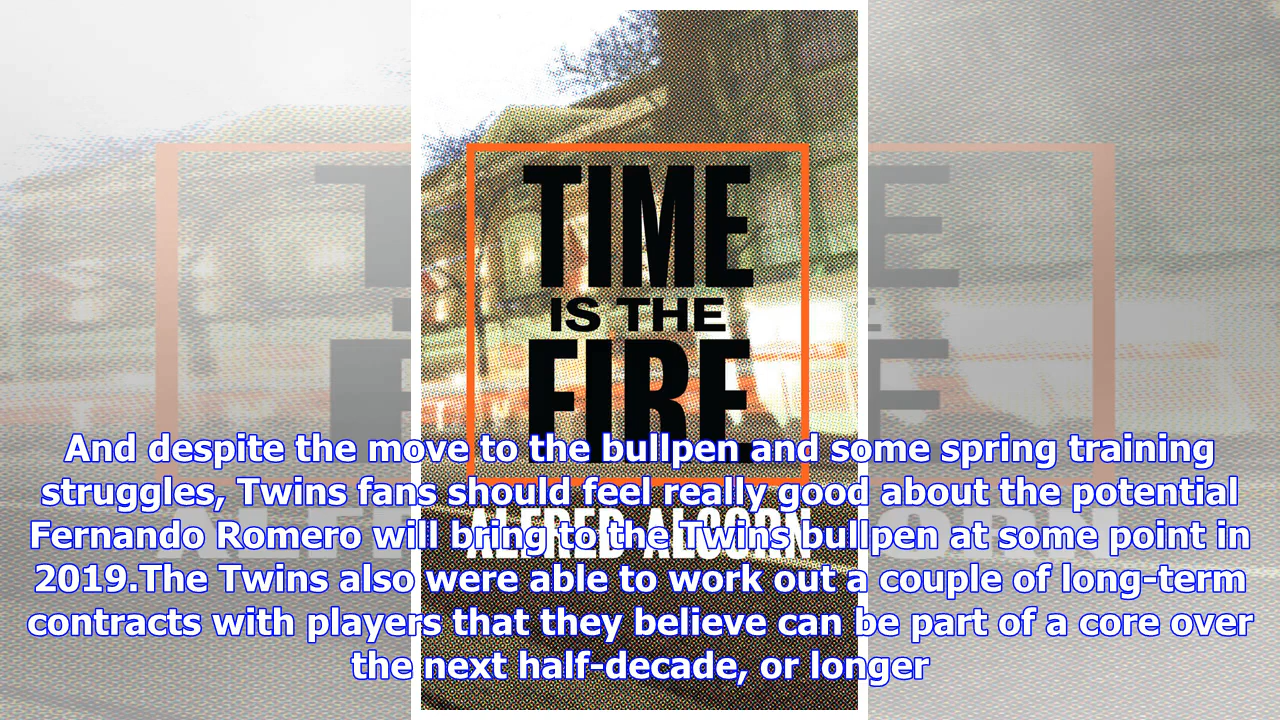 TIME
IS THE
FIRE
ALFRED ALCORN
And despite the move to the bullpen and some spring training
struggles, Twins fans should feel really good about the potential
Fernando Romero will bring to the Twins bullpen at some point in
2019.The Twins also were able to work out a couple of long-term
contracts with players that they believe can be part of a core over
the next half-decade, or longer